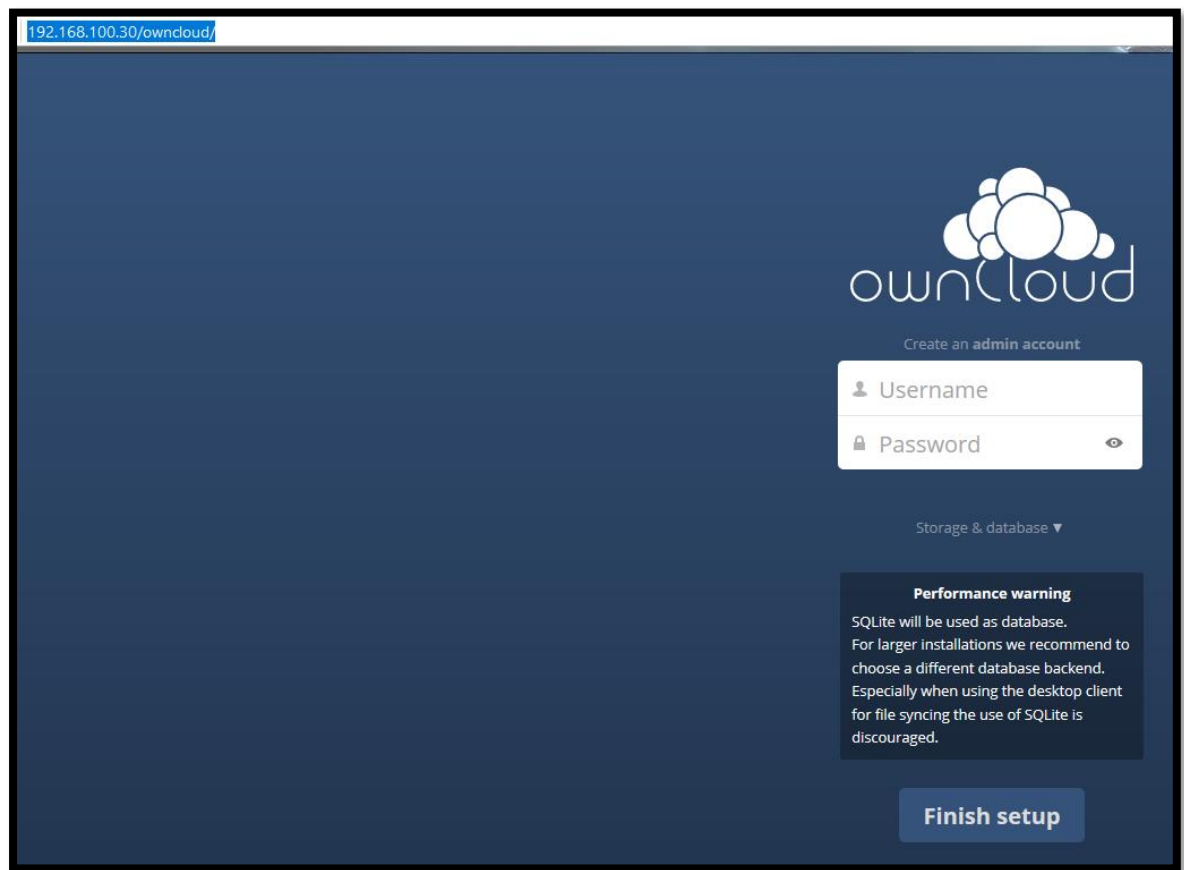 192.168.100.30/owncloud/
ownCloud
Create an admin account
Username
Password
Storage & database ▼
Performance warning
SQLite will be used as database.
For larger installations we recommend to
choose a different database backend.
Especially when using the desktop client
for file syncing the use of SQLite is
discouraged.
Finish setup